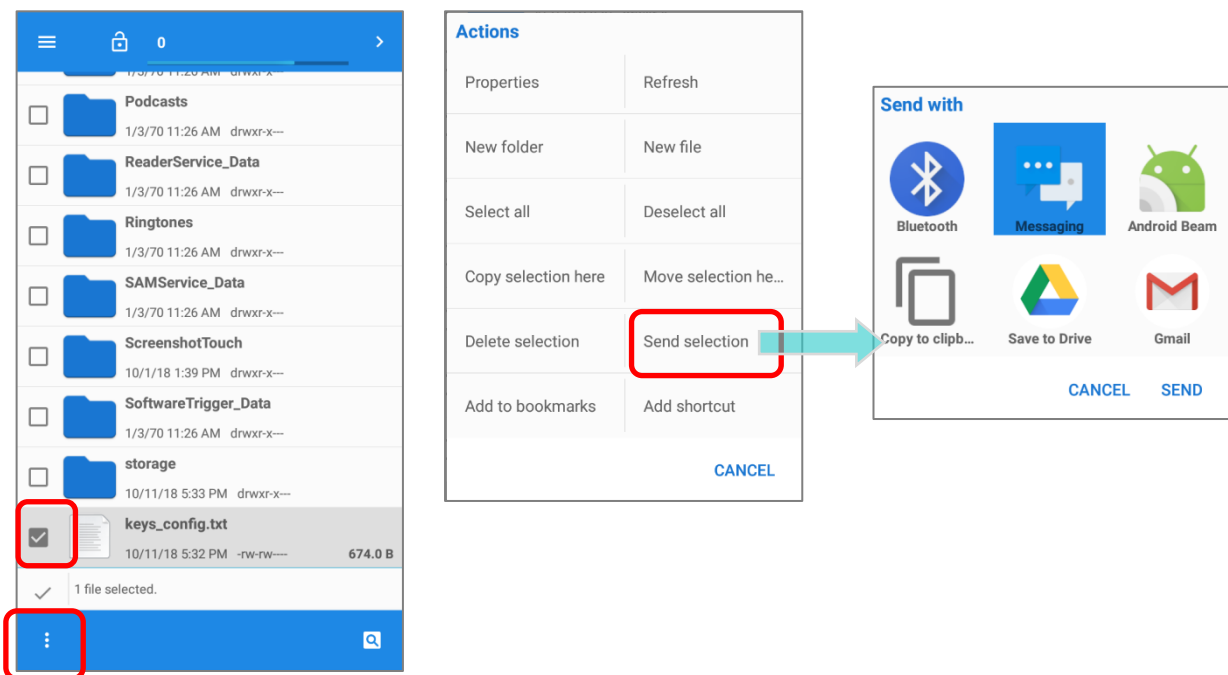 0
1/3/70 11:26 AM drwxr-x---
Podcasts
1/3/70 11:26 AM drwxr-x---
ReaderService_Data
1/3/70 11:26 AM drwxr-x---
Ringtones
1/3/70 11:26 AM drwxr-x---
SAMService_Data
1/3/70 11:26 AM drwxr-x---
ScreenshotTouch
10/1/18 1:39 PM drwxr-x---
SoftwareTrigger_Data
1/3/70 11:26 AM drwxr-x---
storage
10/11/18 5:33 PM drwxr-x---
keys_config.txt
10/11/18 5:32 PM -rw-rw---- 674.0 B
1 file selected.
Actions
Properties Refresh
New folder New file
Select all Deselect all
Copy selection here Move selection he...
Delete selection Send selection
Add to bookmarks Add shortcut
CANCEL
Send with
Bluetooth Messaging Android Beam
Copy to clipb... Save to Drive Gmail
CANCEL SEND